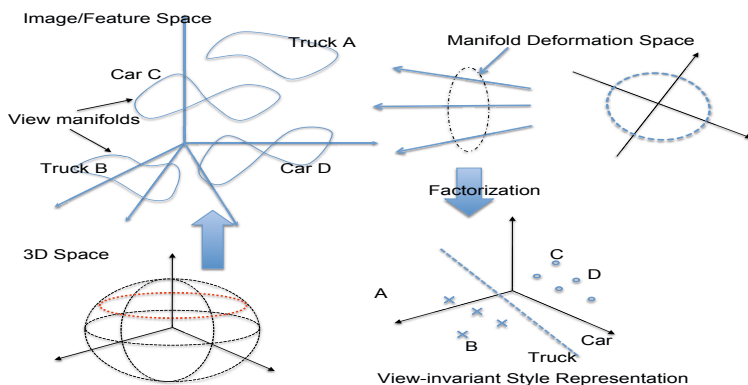 Image/Feature Space
Truck A
Manifold Deformation Space
Car C
View manifolds
Truck B
Car D
Factorization
3D Space
C
D
A
B
Car
Truck
View-invariant Style Representation